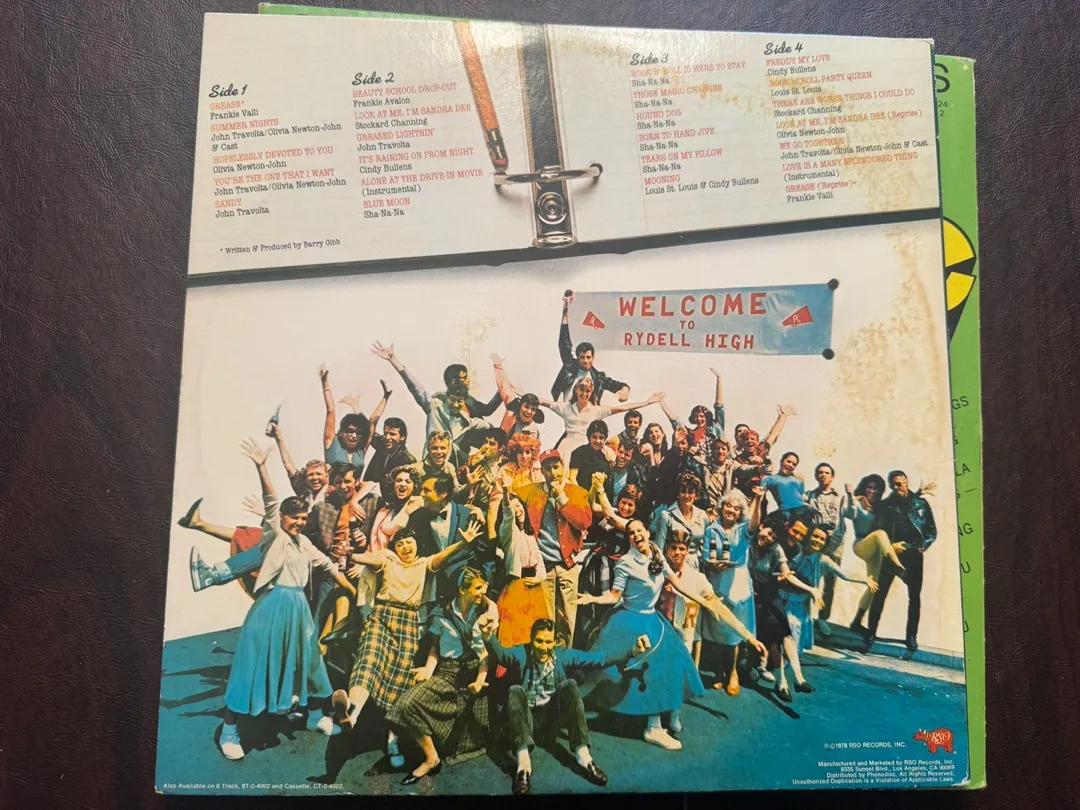 Side 1
GREASE*
Frankie Valli
SUMMER NIGHTS
John Travolta/Olivia Newton-John
& Cast
HOPELESSLY DEVOTED TO YOU
Olivia Newton-John
YOU'RE THE ONE THAT I WANT
John Travolta/Olivia Newton-John
SANDY
John Travolta
* Written & Produced by Barry Gibb
Side 2
BEAUTY SCHOOL DROP-OUT
Frankie Avalon
LOOK AT ME, I'M SANDRA DEE
Stockard Channing
GREASED LIGHTNIN'
John Travolta
IT'S RAINING ON PROM NIGHT
Cindy Bullens
ALONE AT THE DRIVE-IN MOVIE
(Instrumental)
BLUE MOON
Sha-Na-Na
Side 3
ROCK N' ROLL IS HERE TO STAY
Sha-Na-Na
THOSE MAGIC CHANGES
Sha-Na-Na
HOUND DOG
Sha-Na-Na
BORN TO HAND JIVE
Sha-Na-Na
TEARS ON MY PILLOW
Sha-Na-Na
MOONING
Louis St. Louis & Cindy Bullens
Side 4
FREDDY MY LOVE
Cindy Bullens
ROCK N' ROLL PARTY QUEEN
Louis St. Louis
THERE ARE WORSE THINGS I COULD DO
Stockard Channing
LOOK AT ME, I'M SANDRA DEE (Reprise)
Olivia Newton-John
WE GO TOGETHER
John Travolta/Olivia Newton-John & Cast
LOVE IS A MANY SPLENDORED THING
(Instrumental)
GREASE (Reprise)*
Frankie Valli
S
24
2
WELCOME
TO
RYDELL HIGH
R
R
GS
LA
NG
U
℗©1978 RSO RECORDS, INC.
RSO
Manufactured and Marketed by RSO Records, Inc.
8335 Sunset Blvd., Los Angeles, CA 90069
Distributed by Phonodisc, All Rights Reserved.
Unauthorized Duplication is a Violation of Applicable Laws.
Also Available on 8 Track, 8T-2-4002 and Cassette, CT-2-4002.